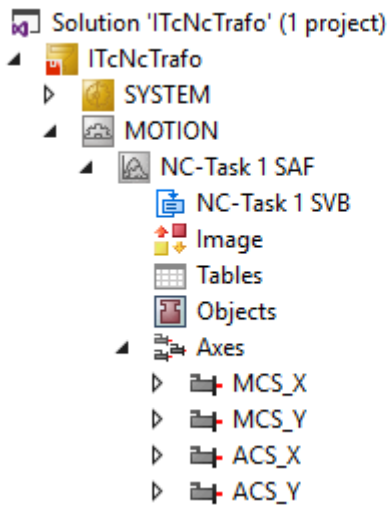 Solution 'ITcNcTrafo' (1 project)
ITcNcTrafo
SYSTEM
MOTION
NC-Task 1 SAF
NC-Task 1 SVB
Image
Tables
Objects
Axes
MCS_X
MCS_Y
ACS_X
ACS_Y